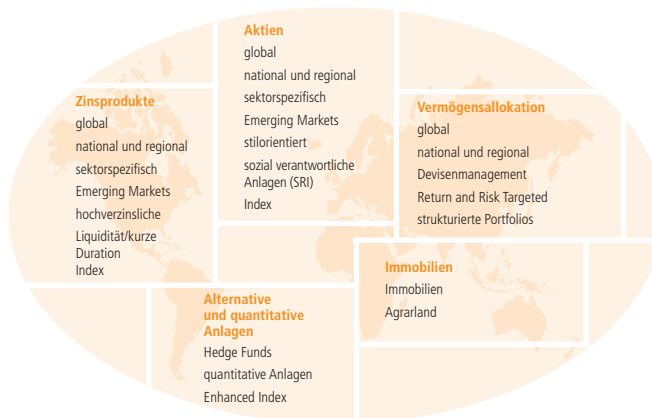 Aktien
global
national und regional
sektorspezifisch
Emerging Markets
stilorientiert
sozial verantwortliche
Anlagen (SRI)
Index
Zinsprodukte
global
national und regional
sektorspezifisch
Emerging Markets
hochverzinsliche
Liquidität/kurze
Duration
Index
Vermögensallokation
global
national und regional
Devisenmanagement
Return and Risk Targeted
strukturierte Portfolios
Immobilien
Immobilien
Agrarland
Alternative
und quantitative
Anlagen
Hedge Funds
quantitative Anlagen
Enhanced Index